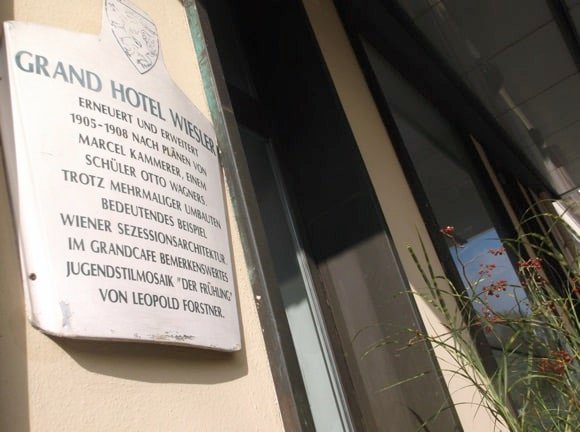 GRAND HOTEL WIESLER
ERNEUERT UND ERWEITERT
1905-1908 NACH PLÄNEN VON
MARCEL KAMMERER, EINEM
SCHÜLER OTTO WAGNERS.
TROTZ MEHRMALIGER UMBAUTEN
BEDEUTENDES BEISPIEL
WIENER SEZESSIONSARCHITEKTUR.
IM GRANDCAFE BEMERKENSWERTES
JUGENDSTILMOSAIK "DER FRÜHLING"
VON LEOPOLD FORSTNER.